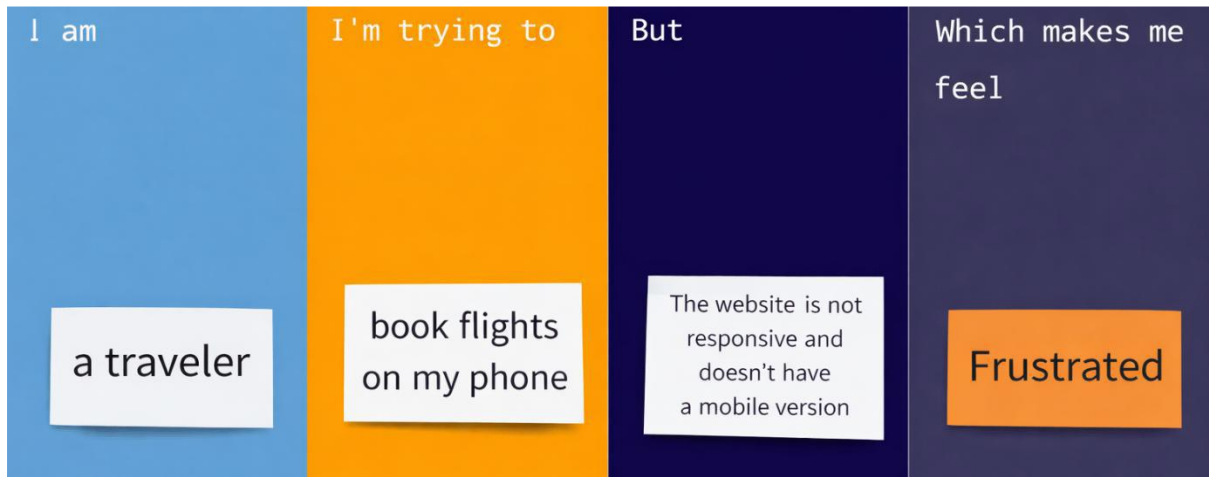 I am
a traveler
I'm trying to
book flights
on my phone
But
The website is not
responsive and
doesn't have
a mobile version
Which makes me
feel
Frustrated